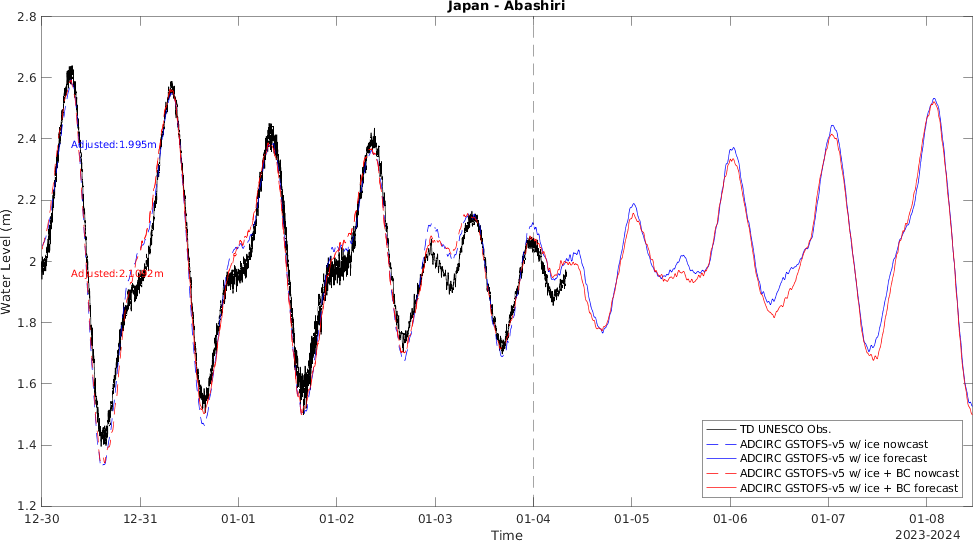 Japan - Abashiri
Water Level (m)
2.8
2.6
2.4
2.2
2
1.8
1.6
1.4
1.2
Adjusted:1.995m
Adjusted:2.1092m
TD UNESCO Obs.
ADCIRC GSTOFS-v5 w/ ice nowcast
ADCIRC GSTOFS-v5 w/ ice forecast
ADCIRC GSTOFS-v5 w/ ice + BC nowcast
ADCIRC GSTOFS-v5 w/ ice + BC forecast
12-30 12-31 01-01 01-02 01-03 01-04 01-05 01-06 01-07 01-08
Time
2023-2024